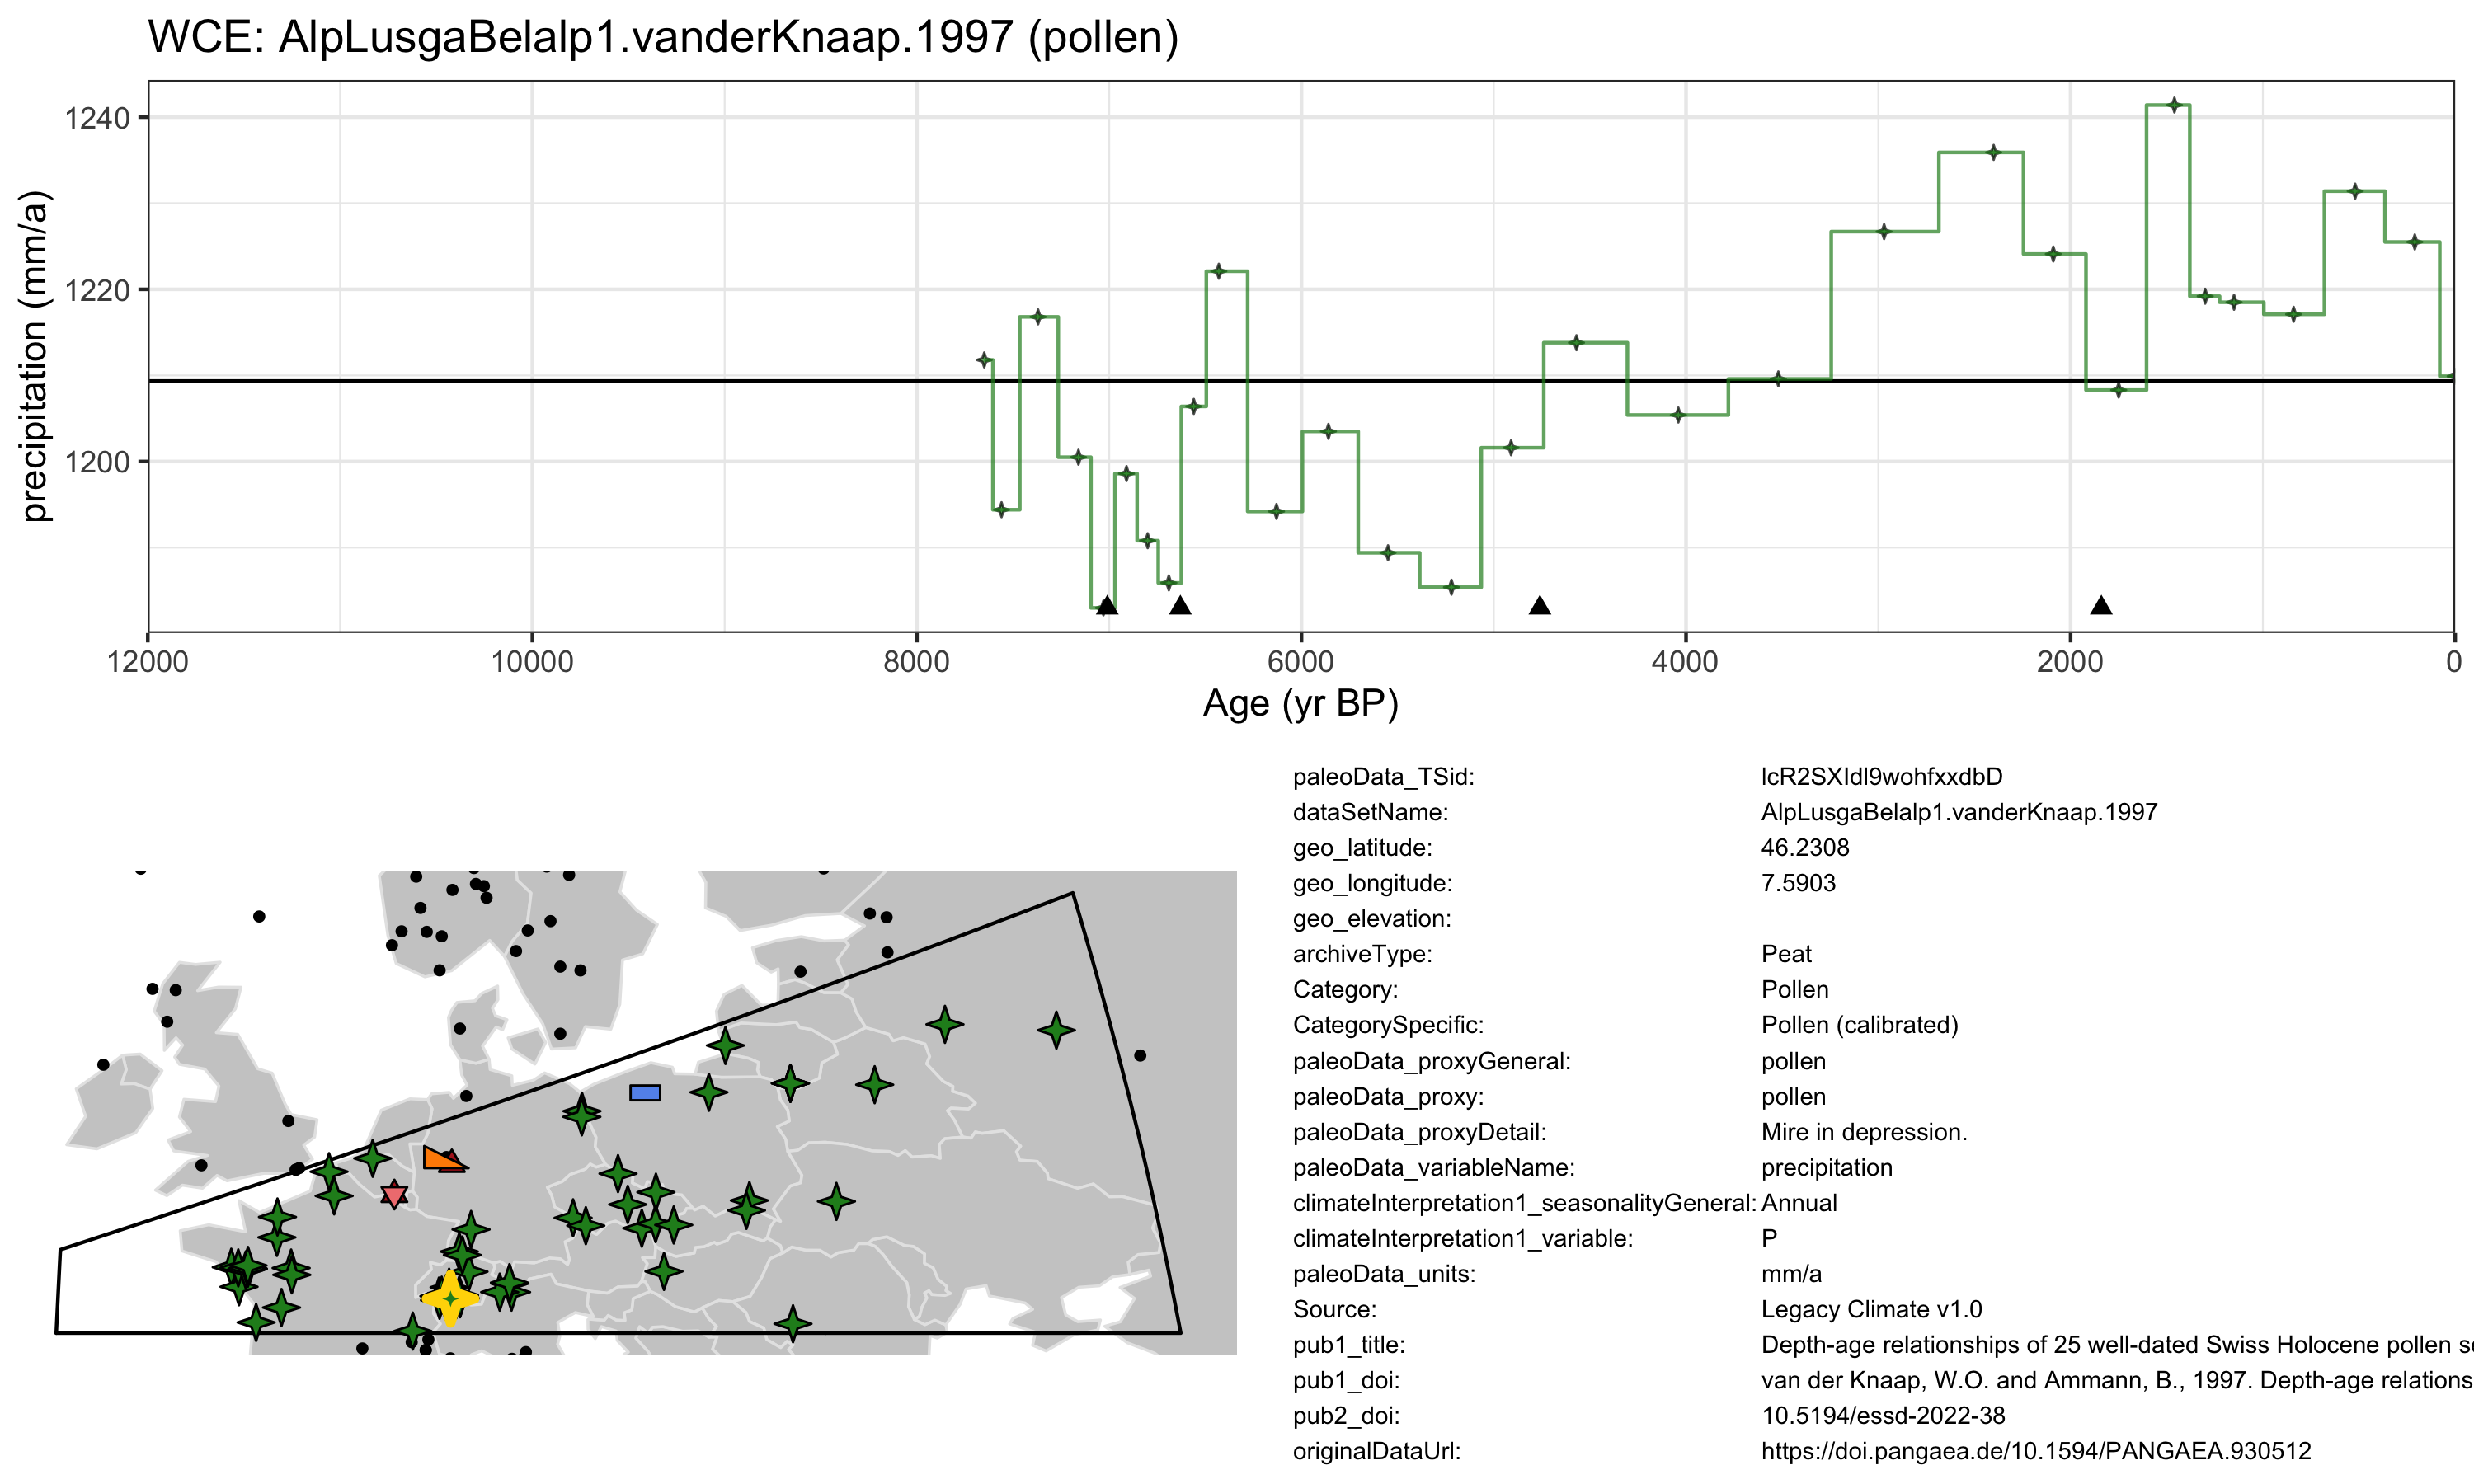 WCE: AlpLusgaBelalp1.vanderKnaap.1997 (pollen)
precipitation (mm/a)
1240
1220
1200
12000 10000 8000 6000 4000 2000 0
Age (yr BP)
paleoData_TSid: lcR2SXIdl9wohfxxdbD
dataSetName: AlpLusgaBelalp1.vanderKnaap.1997
geo_latitude: 46.2308
geo_longitude: 7.5903
geo_elevation:
archiveType: Peat
Category: Pollen
CategorySpecific: Pollen (calibrated)
paleoData_proxyGeneral: pollen
paleoData_proxy: pollen
paleoData_proxyDetail: Mire in depression.
paleoData_variableName: precipitation
climateInterpretation1_seasonalityGeneral: Annual
climateInterpretation1_variable: P
paleoData_units: mm/a
Source: Legacy Climate v1.0
pub1_title: Depth-age relationships of 25 well-dated Swiss Holocene pollen se
pub1_doi: van der Knaap, W.O. and Ammann, B., 1997. Depth-age relations
pub2_doi: 10.5194/essd-2022-38
originalDataUrl: https://doi.pangaea.de/10.1594/PANGAEA.930512